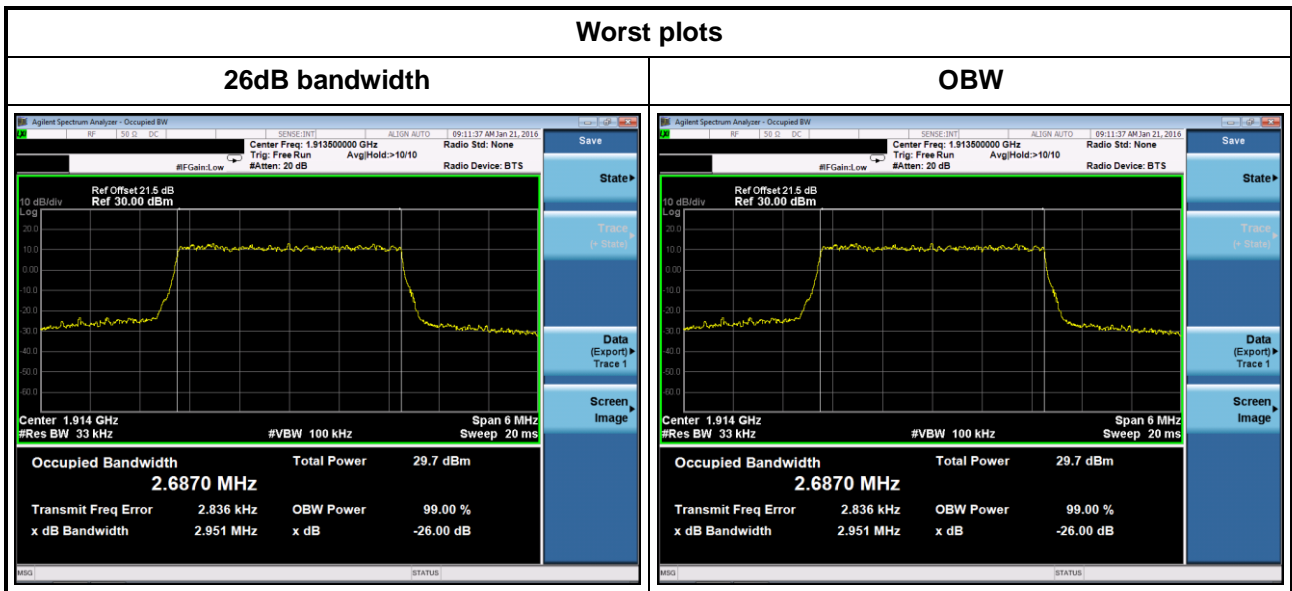 Worst plots
26dB bandwidth
OBW
Agilent Spectrum Analyzer - Occupied BW
RF 50 Ω DC SENSE:INT ALIGN AUTO 09:11:37 AM Jan 21, 2016
Center Freq: 1.913500000 GHz Radio Std: None
Trig: Free Run Avg|Hold:>10/10
#IFGain:Low #Atten: 20 dB Radio Device: BTS
Ref Offset 21.5 dB
10 dB/div Ref 30.00 dBm
Log
20.0
10.0
0.00
-10.0
-20.0
-30.0
-40.0
-50.0
-60.0
Center 1.914 GHz Span 6 MHz
#Res BW 33 kHz #VBW 100 kHz Sweep 20 ms
Occupied Bandwidth Total Power 29.7 dBm
2.6870 MHz
Transmit Freq Error 2.836 kHz OBW Power 99.00 %
x dB Bandwidth 2.951 MHz x dB -26.00 dB
MSG STATUS
Save
State
Trace
(+ State)
Data
(Export)
Trace 1
Screen
Image
Agilent Spectrum Analyzer - Occupied BW
RF 50 Ω DC SENSE:INT ALIGN AUTO 09:11:37 AM Jan 21, 2016
Center Freq: 1.913500000 GHz Radio Std: None
Trig: Free Run Avg|Hold:>10/10
#IFGain:Low #Atten: 20 dB Radio Device: BTS
Ref Offset 21.5 dB
10 dB/div Ref 30.00 dBm
Log
20.0
10.0
0.00
-10.0
-20.0
-30.0
-40.0
-50.0
-60.0
Center 1.914 GHz Span 6 MHz
#Res BW 33 kHz #VBW 100 kHz Sweep 20 ms
Occupied Bandwidth Total Power 29.7 dBm
2.6870 MHz
Transmit Freq Error 2.836 kHz OBW Power 99.00 %
x dB Bandwidth 2.951 MHz x dB -26.00 dB
MSG STATUS
Save
State
Trace
(+ State)
Data
(Export)
Trace 1
Screen
Image